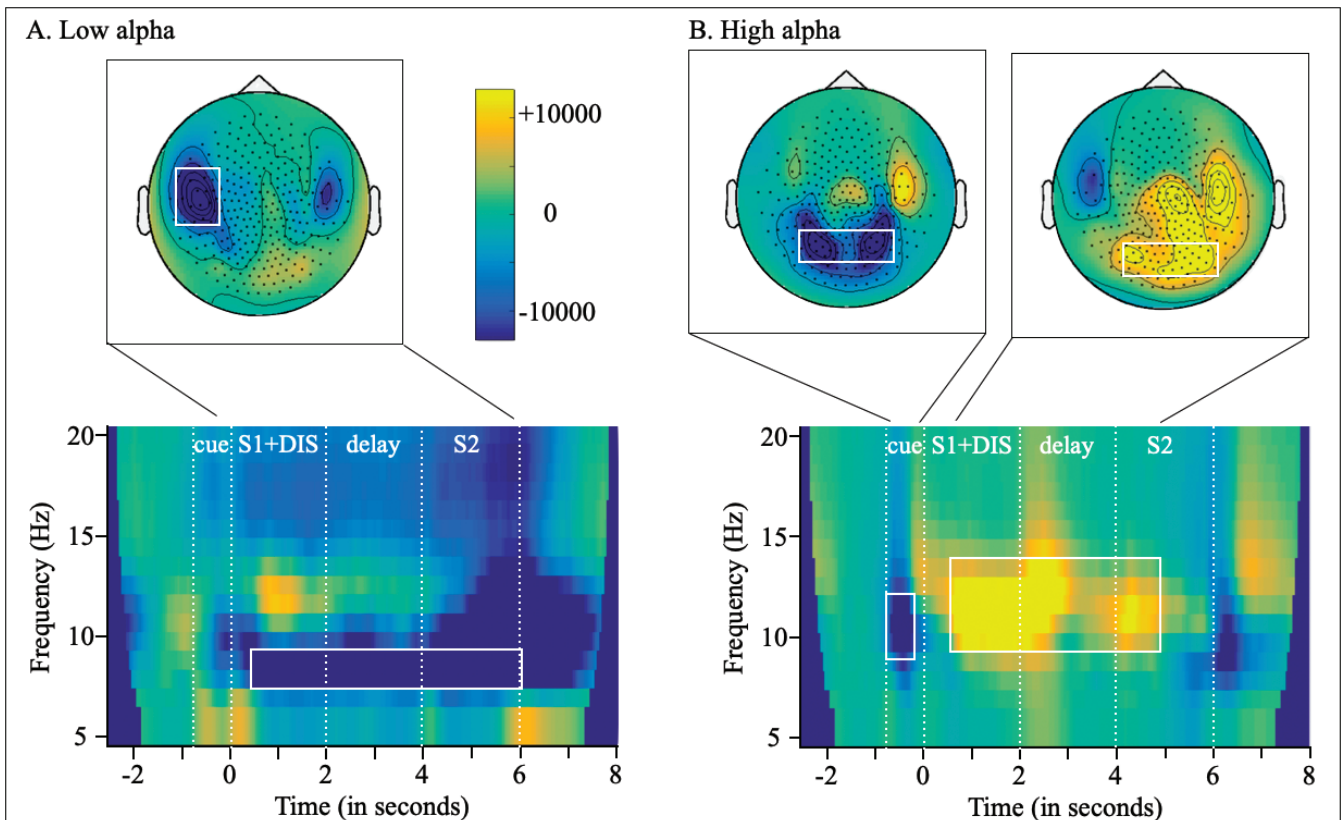 A. Low alpha
B. High alpha
+10000
0
-10000
cue S1+DIS delay S2
20
15
10
5
Frequency (Hz)
-2 0 2 4 6 8
Time (in seconds)
cue S1+DIS delay S2
20
15
10
5
Frequency (Hz)
-2 0 2 4 6 8
Time (in seconds)